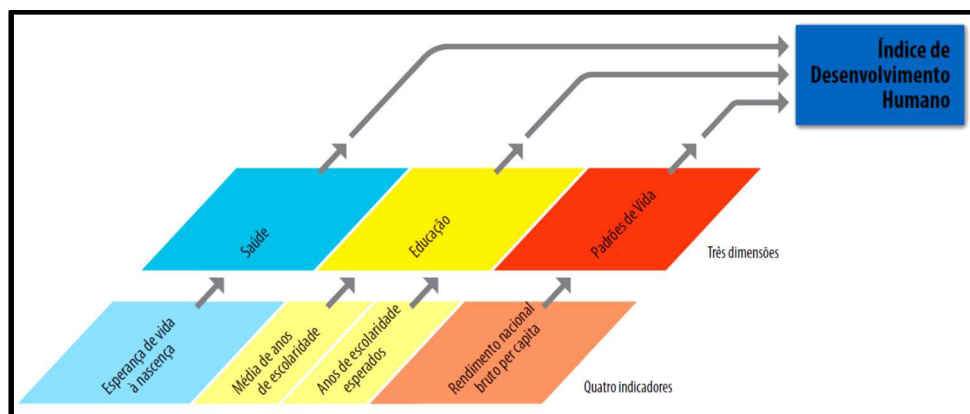 Índice de
Desenvolvimento
Humano
Saúde
Educação
Padrões de Vida
Três dimensões
Esperança de vida
à nascença
Média de anos
de escolaridade
Anos de escolaridade
esperados
Rendimento nacional
bruto per capita
Quatro indicadores